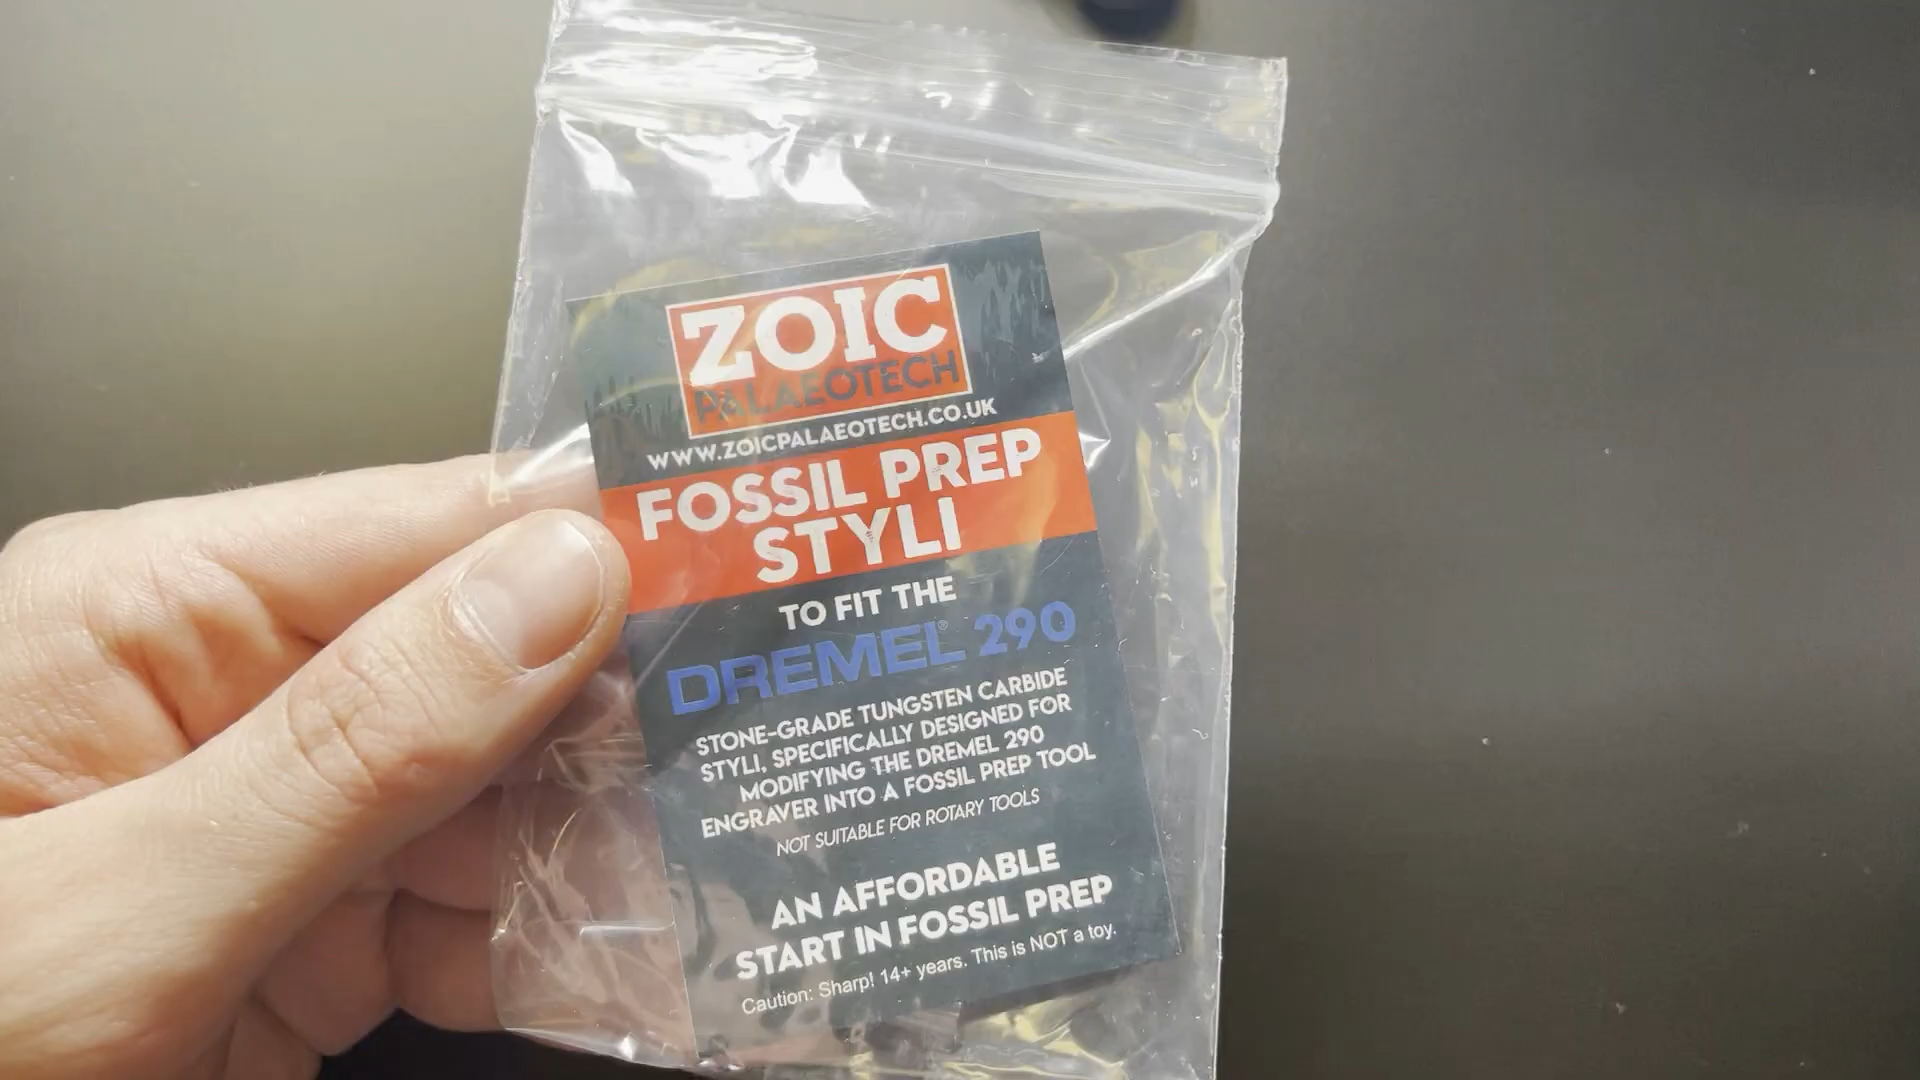 ZOIC
PALAEOTECH
WWW.ZOICPALAEOTECH.CO.UK
FOSSIL PREP
STYLI
TO FIT THE
DREMEL® 290
STONE-GRADE TUNGSTEN CARBIDE
STYLI, SPECIFICALLY DESIGNED FOR
MODIFYING THE DREMEL 290
ENGRAVER INTO A FOSSIL PREP TOOL
NOT SUITABLE FOR ROTARY TOOLS
AN AFFORDABLE
START IN FOSSIL PREP
Caution: Sharp! 14+ years. This is NOT a toy.